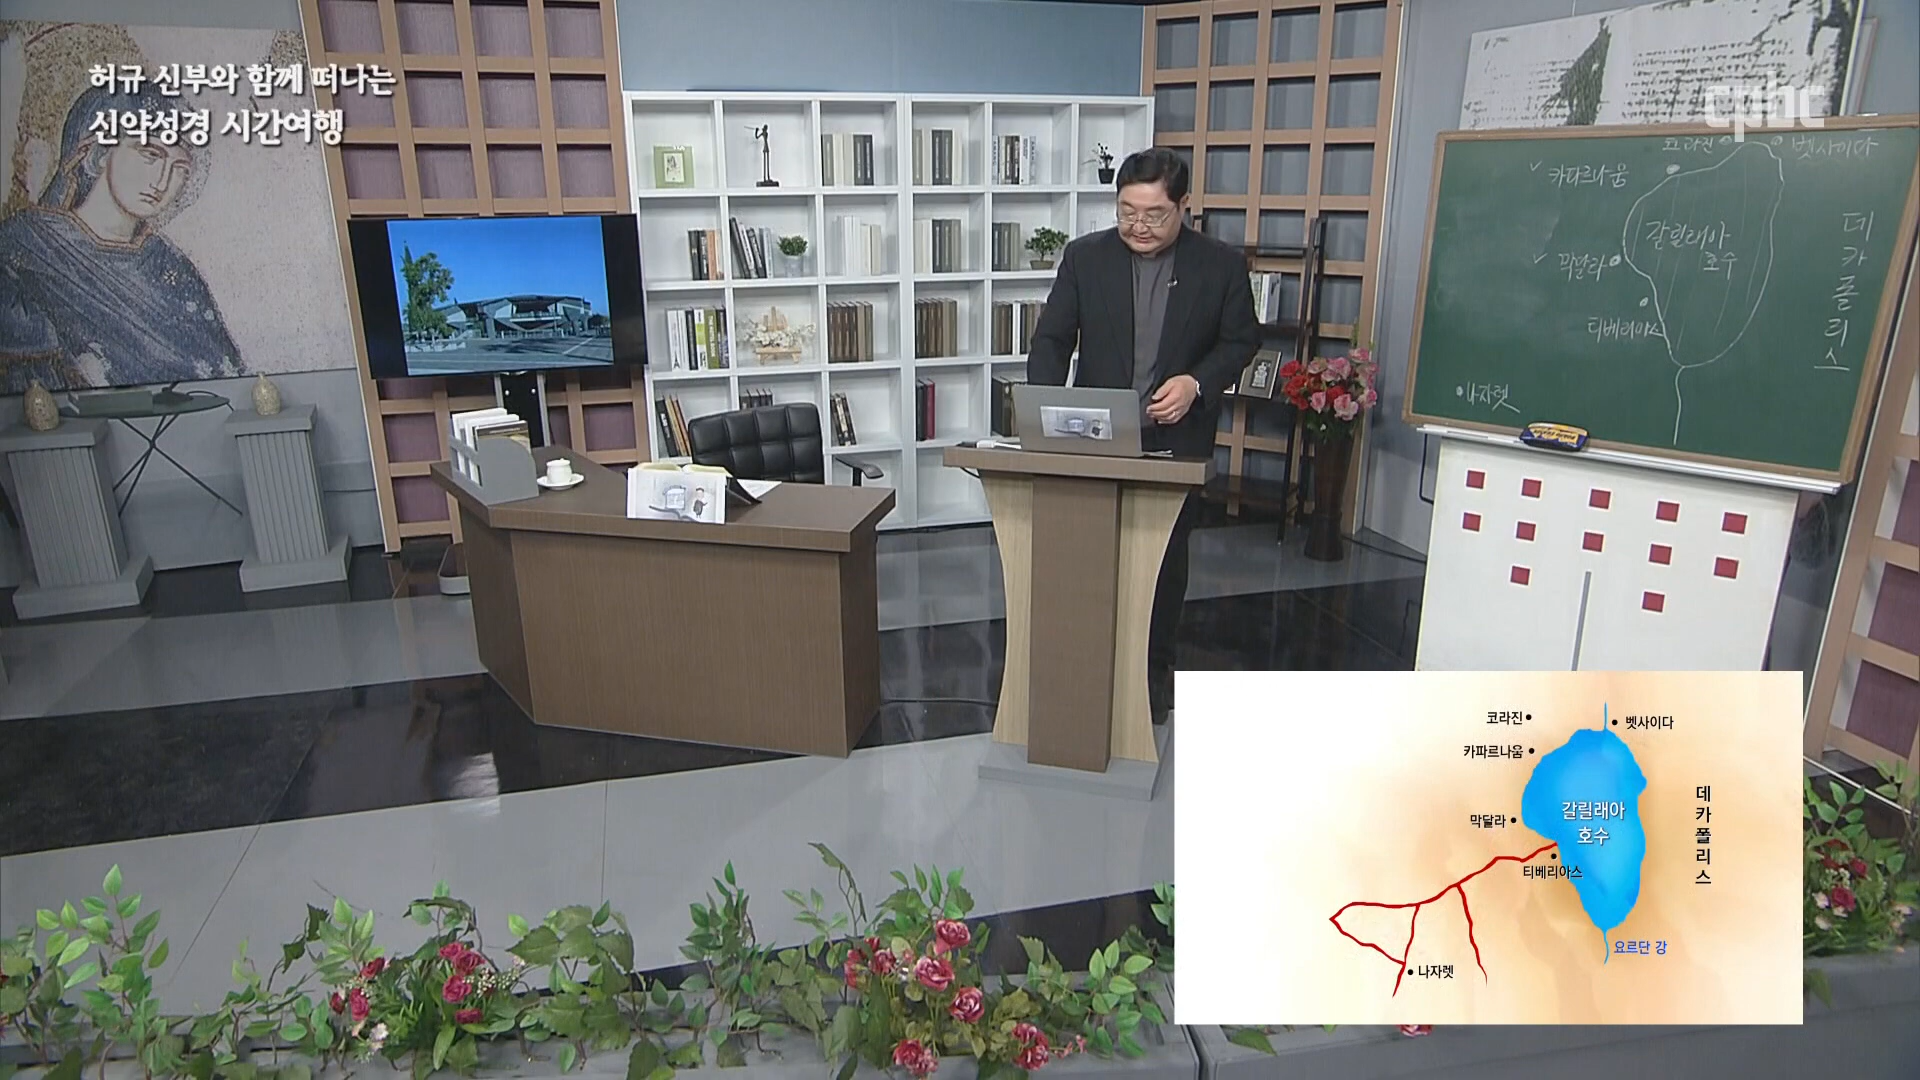 허규 신부와 함께 떠나는
신약성경 시간여행
cpbc
코라진
벳사이다
카파르나움
갈릴래아
호수
막달라
티베리아스
나자렛
데카폴리스
코라진
벳사이다
카파르나움
갈릴래아
호수
막달라
티베리아스
데카폴리스
요르단 강
나자렛